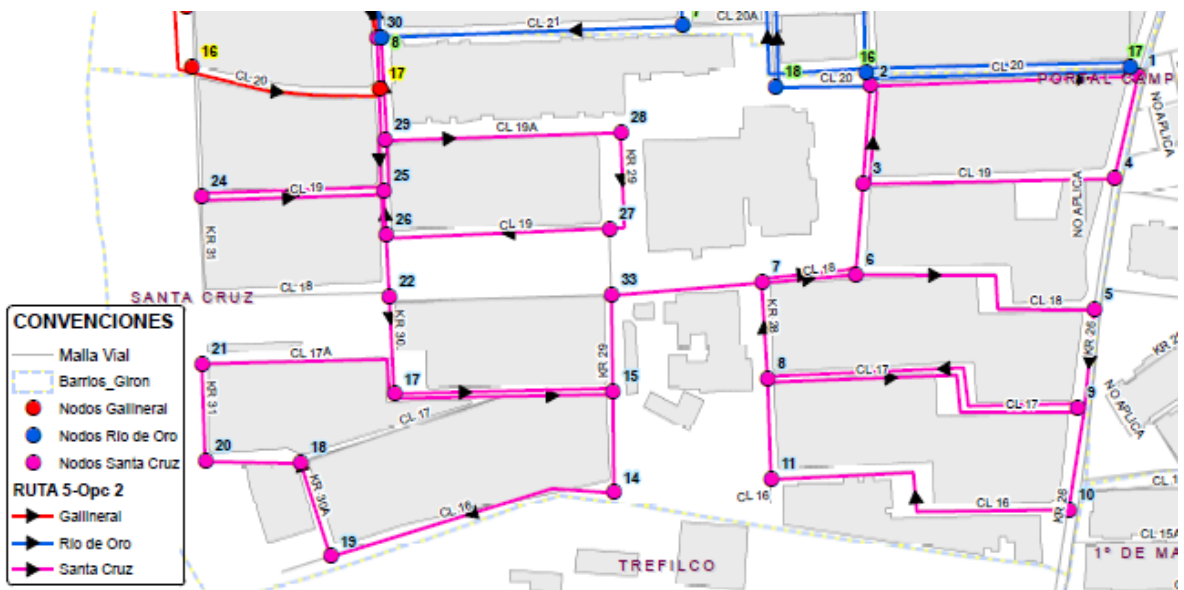 30
CL 21
7
CL 20A
8
16
CL 20
17
18
CL 20
16
2
CL 20
17
1
PORTAL CAMP
NO APLICA
29
CL 19A
28
KR 29
24
CL 19
25
26
CL 19
27
3
CL 19
4
NO APLICA
KR 31
22
CL 18
33
7
CL 18
6
CL 18
5
SANTA CRUZ
KR 30
KR 29
KR 28
KR 26
CONVENCIONES
Malla Vial
Barrios_Giron
Nodos Gallineral
Nodos Rio de Oro
Nodos Santa Cruz
RUTA 5-Opc 2
Gallineral
Rio de Oro
Santa Cruz
21
CL 17A
17
15
8
CL 17
CL 17
9
NO APLICA
KR 31
CL 17
20
18
KR 30A
14
CL 16
19
11
CL 16
CL 16
10
KR 26
CL 15A
1º DE MA
TREFILCO